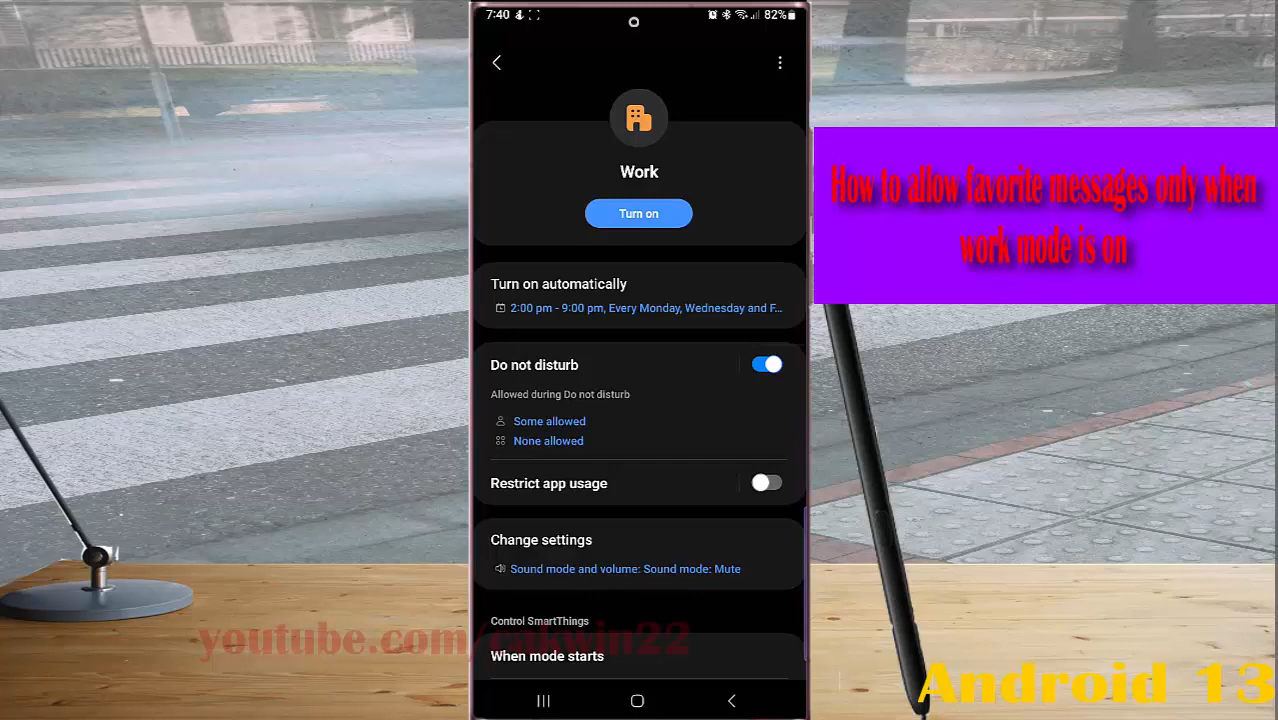 7:40
82%
Work
Turn on
Turn on automatically
2:00 pm - 9:00 pm, Every Monday, Wednesday and F...
Do not disturb
Allowed during Do not disturb
Some allowed
None allowed
Restrict app usage
Change settings
Sound mode and volume: Sound mode: Mute
Control SmartThings
When mode starts
How to allow favorite messages only when
work mode is on
youtube.com/cakwin22
Android 13